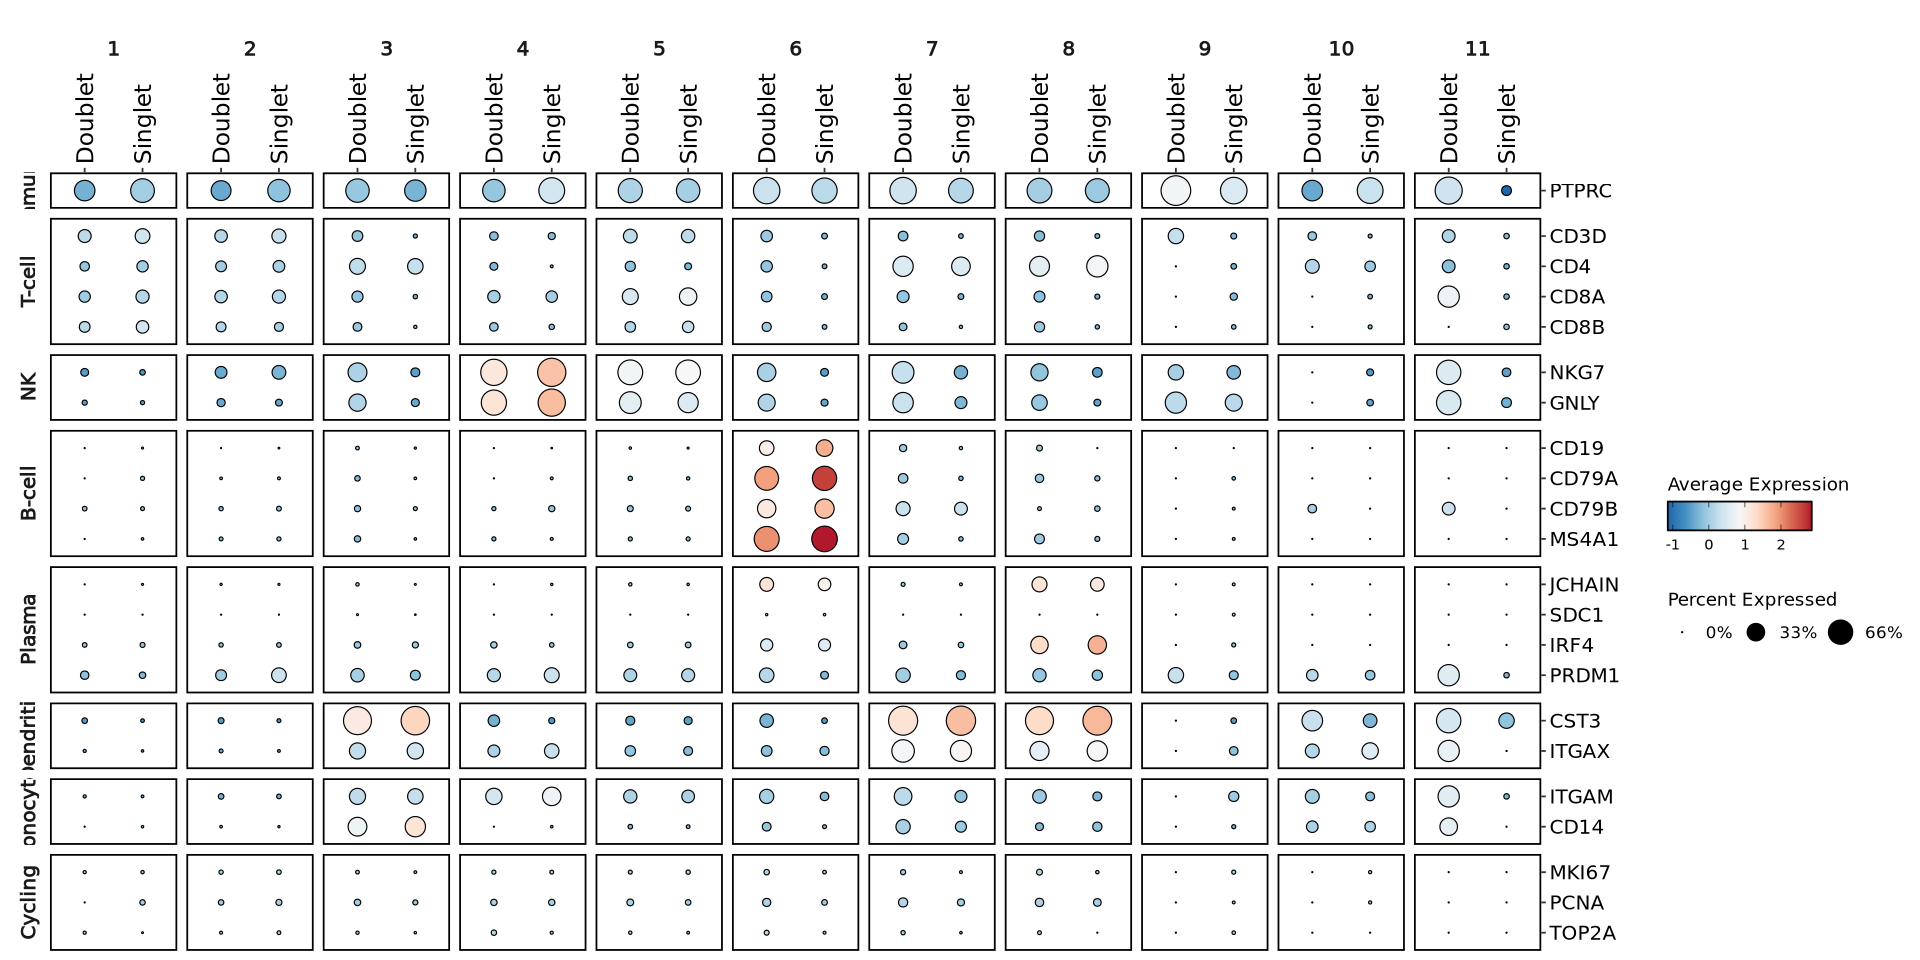 1 2 3 4 5 6 7 8 9 10 11
Doublet Singlet Doublet Singlet Doublet Singlet Doublet Singlet Doublet Singlet Doublet Singlet Doublet Singlet Doublet Singlet Doublet Singlet Doublet Singlet Doublet Singlet
PTPRC
T-cell
CD3D
CD4
CD8A
CD8B
NK
NKG7
GNLY
B-cell
CD19
CD79A
CD79B
MS4A1
Plasma
JCHAIN
SDC1
IRF4
PRDM1
CST3
ITGAX
ITGAM
CD14
Cycling
MKI67
PCNA
TOP2A
Average Expression
-1 0 1 2
Percent Expressed
0% 33% 66%